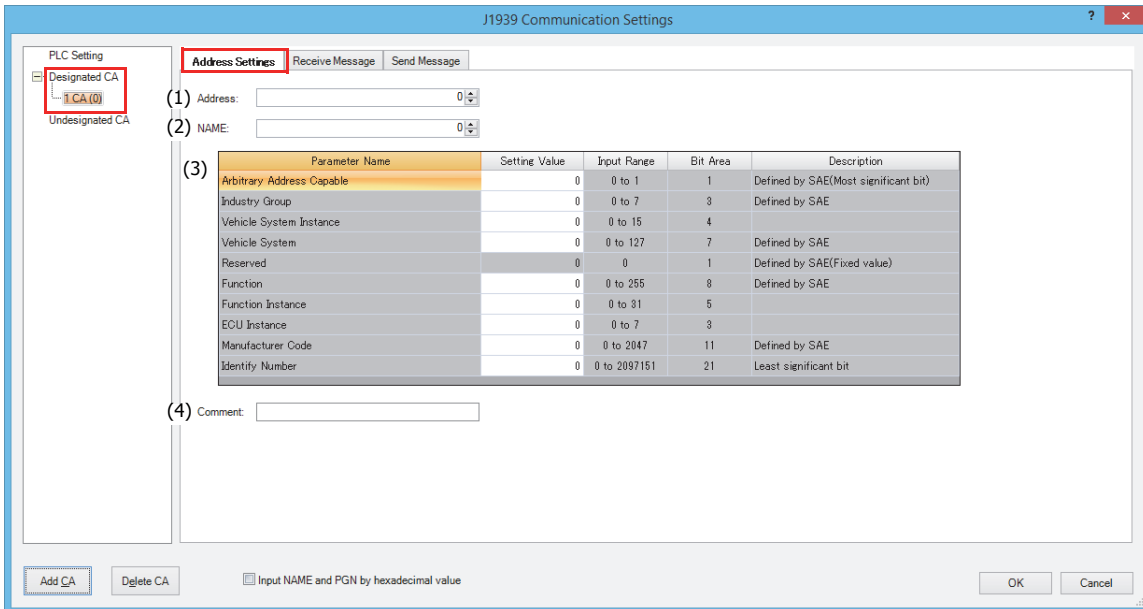 J1939 Communication Settings
?
×
PLC Setting
Designated CA
1 CA (0)
Undesignated CA
Address Settings Receive Message Send Message
(1) Address: 0
(2) NAME: 0
(3)
Parameter Name Setting Value Input Range Bit Area Description
Arbitrary Address Capable 0 0 to 1 1 Defined by SAE(Most significant bit)
Industry Group 0 0 to 7 3 Defined by SAE
Vehicle System Instance 0 0 to 15 4
Vehicle System 0 0 to 127 7 Defined by SAE
Reserved 0 0 1 Defined by SAE(Fixed value)
Function 0 0 to 255 8 Defined by SAE
Function Instance 0 0 to 31 5
ECU Instance 0 0 to 7 3
Manufacturer Code 0 0 to 2047 11 Defined by SAE
Identify Number 0 0 to 2097151 21 Least significant bit
(4) Comment:
Add CA Delete CA Input NAME and PGN by hexadecimal value OK Cancel